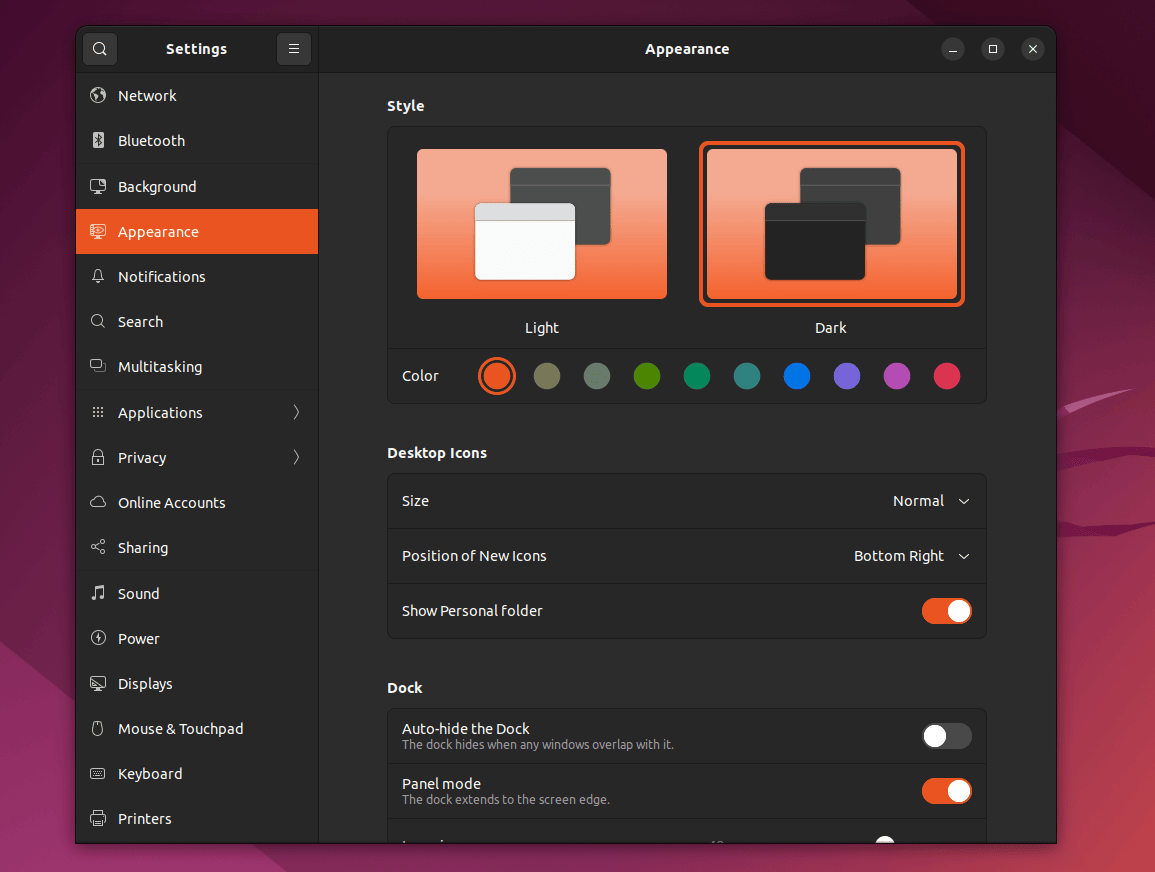 Settings
Appearance
Network
Bluetooth
Background
Appearance
Notifications
Search
Multitasking
Applications
Privacy
Online Accounts
Sharing
Sound
Power
Displays
Mouse & Touchpad
Keyboard
Printers
Style
Light
Dark
Color
Desktop Icons
Size
Normal
Position of New Icons
Bottom Right
Show Personal folder
Dock
Auto-hide the Dock
The dock hides when any windows overlap with it.
Panel mode
The dock extends to the screen edge.